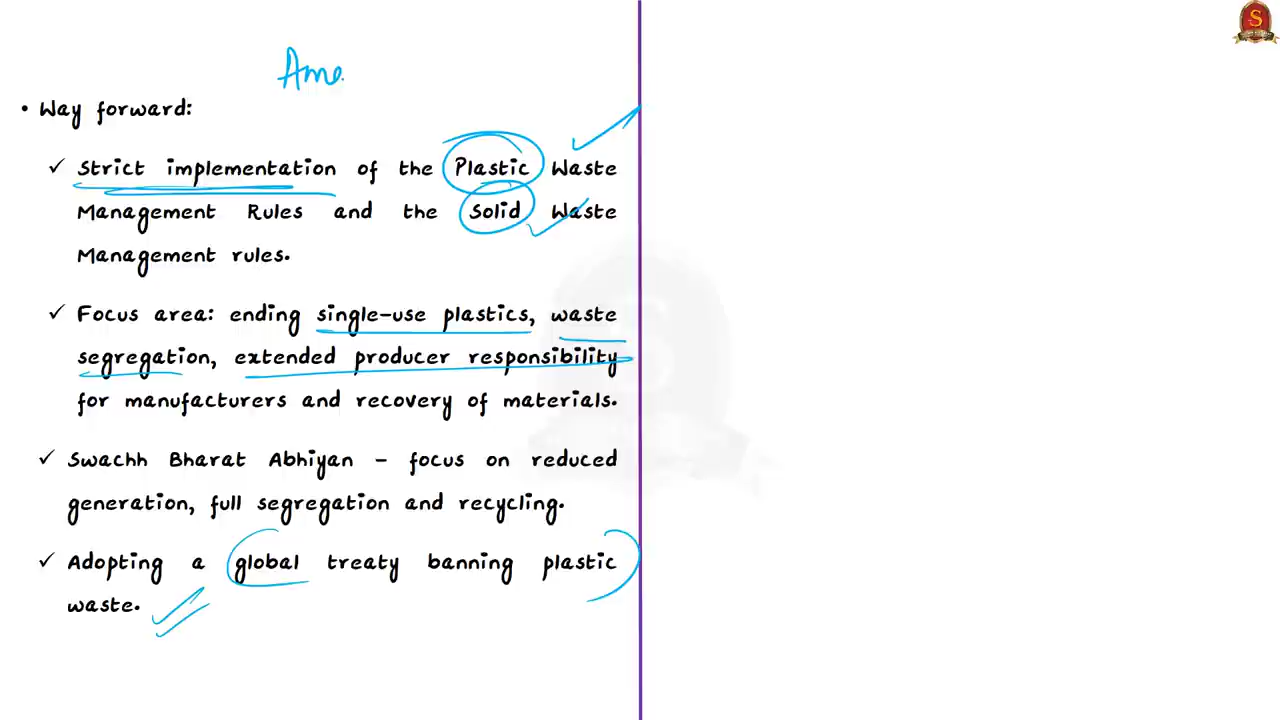 Ame
• Way forward:
✓ Strict implementation of the Plastic Waste
Management Rules and the Solid Waste
Management rules.
✓ Focus area: ending single-use plastics, waste
segregation, extended producer responsibility
for manufacturers and recovery of materials.
✓ Swachh Bharat Abhiyan – focus on reduced
generation, full segregation and recycling.
✓ Adopting a global treaty banning plastic
waste.
S